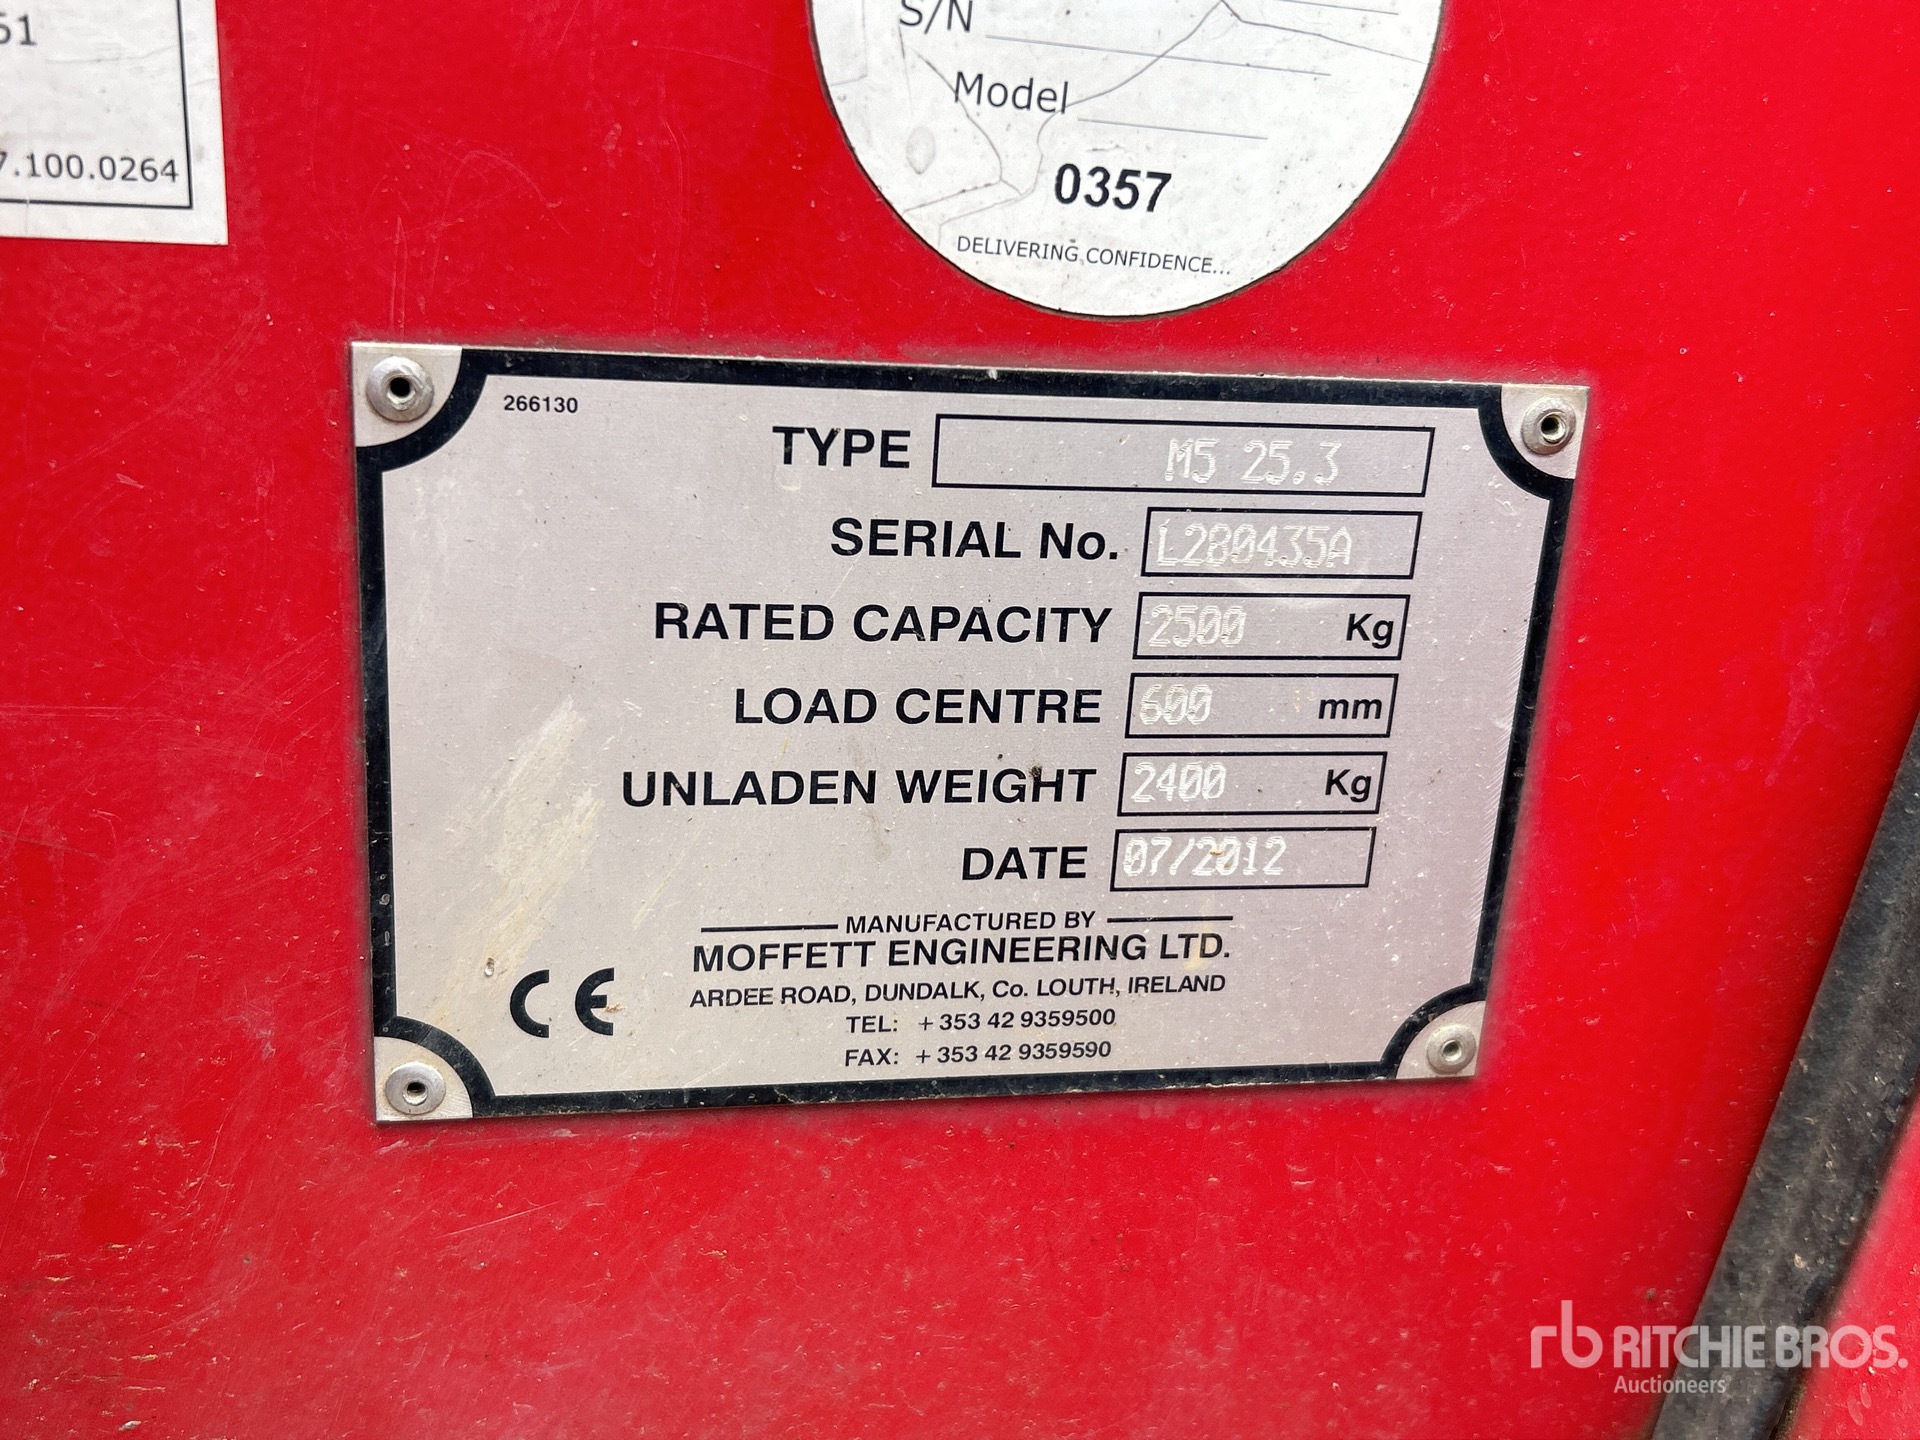 51
7.100.0264
S/N
Model
0357
DELIVERING CONFIDENCE...
266130
TYPE M5 25.3
SERIAL No. L280435A
RATED CAPACITY 2500 Kg
LOAD CENTRE 600 mm
UNLADEN WEIGHT 2400 Kg
DATE 07/2012
MANUFACTURED BY
MOFFETT ENGINEERING LTD.
ARDEE ROAD, DUNDALK, Co. LOUTH, IRELAND
TEL: +353 42 9359500
FAX: +353 42 9359590
CE
rb RITCHIE BROS.
Auctioneers